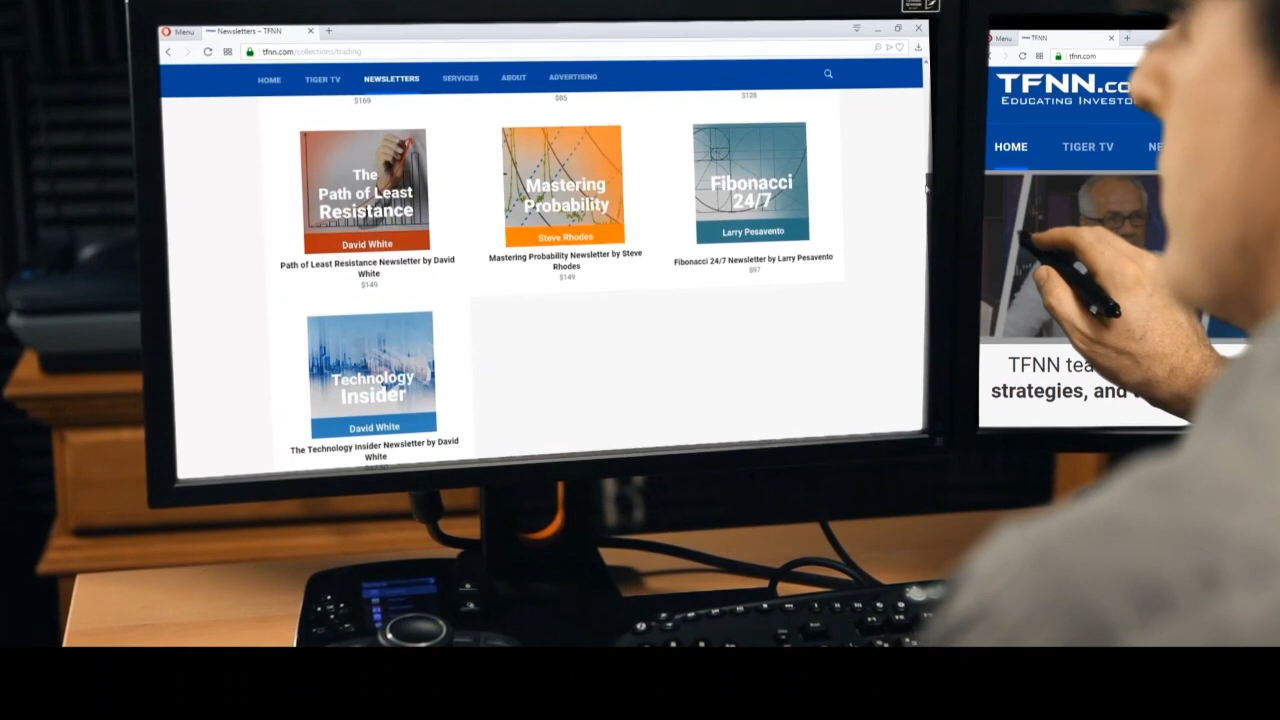 Menu
Newsletters – TFNN
tfnn.com/collections/trading
HOME TIGER TV NEWSLETTERS SERVICES ABOUT ADVERTISING
$169 $85 $128
The
Path of Least
Resistance
David White
Path of Least Resistance Newsletter by David
White
$149
Mastering
Probability
Steve Rhodes
Mastering Probability Newsletter by Steve
Rhodes
$149
Fibonacci
24/7
Larry Pesavento
Fibonacci 24/7 Newsletter by Larry Pesavento
$97
Technology
Insider
David White
The Technology Insider Newsletter by David
White
Menu
TFNN
tfnn.com
TFNN.co
EDUCATING INVESTO
HOME TIGER TV NE
TFNN tea
strategies, and